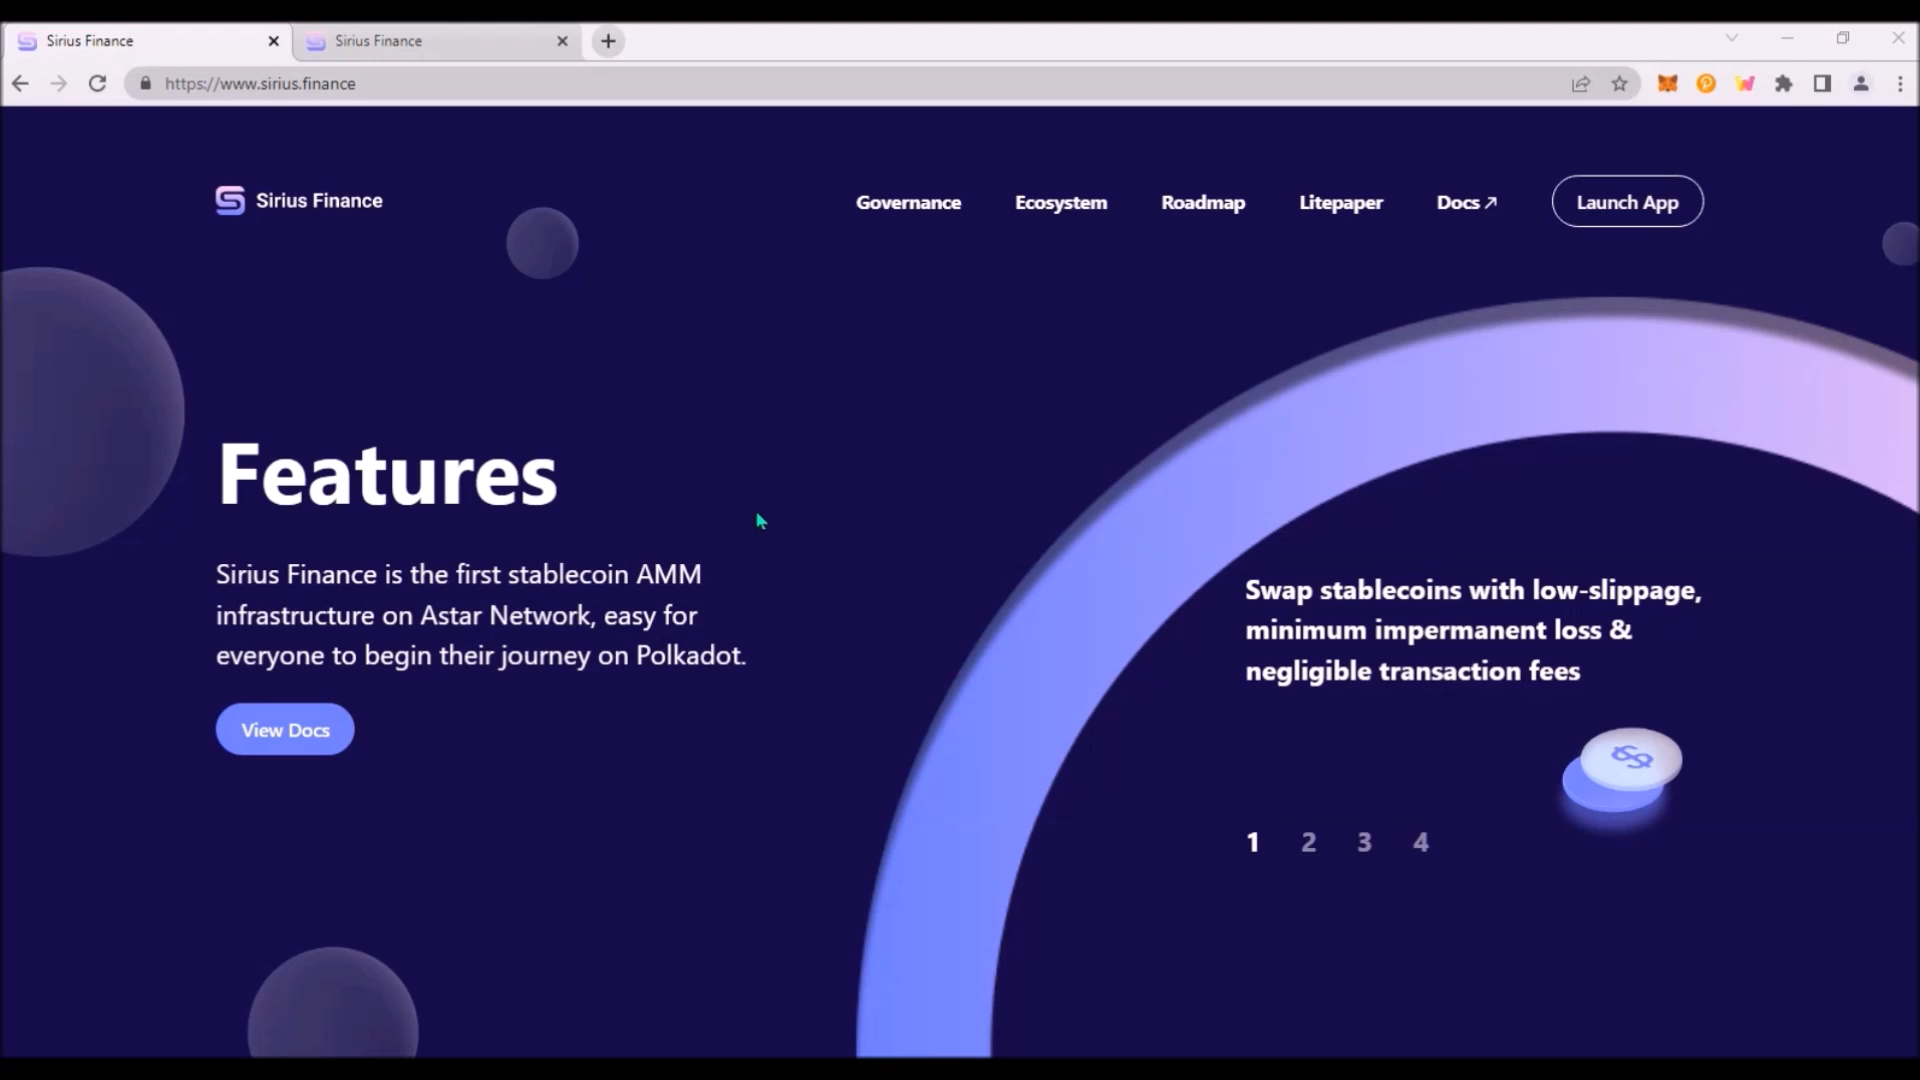 Sirius Finance
Sirius Finance
https://www.sirius.finance
Sirius Finance
Governance
Ecosystem
Roadmap
Litepaper
Docs ↗
Launch App
Features
Sirius Finance is the first stablecoin AMM
infrastructure on Astar Network, easy for
everyone to begin their journey on Polkadot.
View Docs
Swap stablecoins with low-slippage,
minimum impermanent loss &
negligible transaction fees
$
1 2 3 4